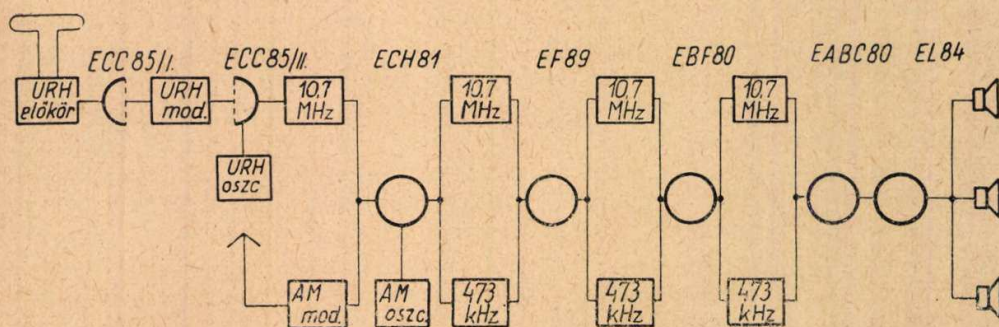 ECC85/I. ECC85/II. ECH81 EF89 EBF80 EABC80 EL84
URH
előkör
URH
mod.
10.7
MHz
10.7
MHz
10.7
MHz
10.7
MHz
URH
oszc
AM
mod.
AM
oszc.
473
kHz
473
kHz
473
kHz